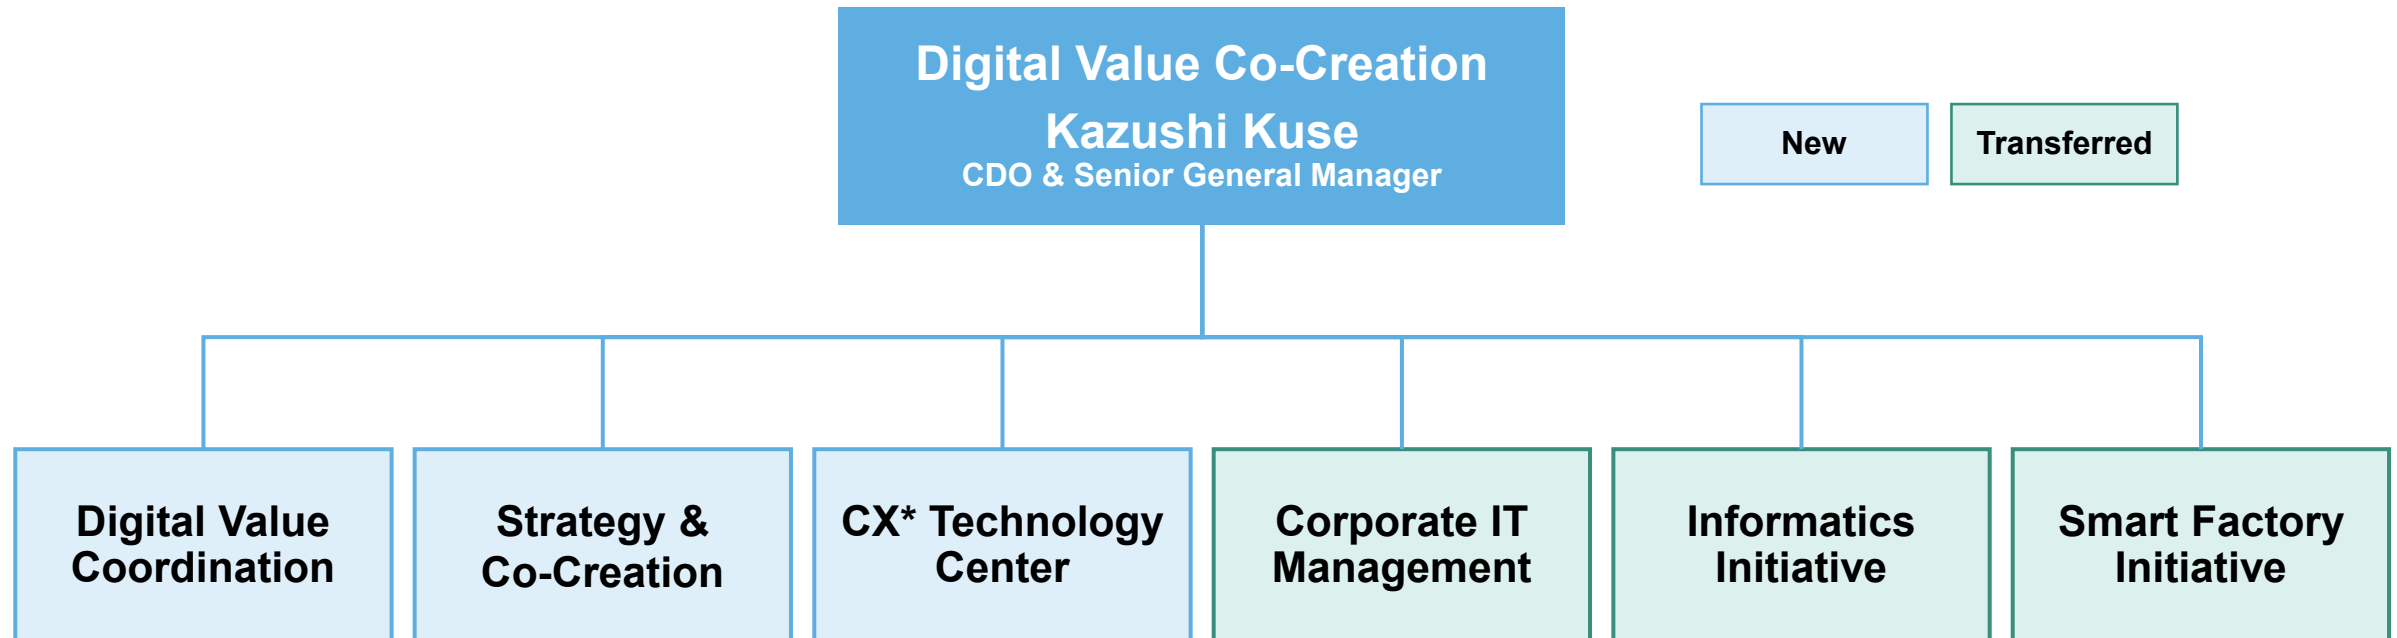 Digital Value Co-Creation
Kazushi Kuse
CDO & Senior General Manager
New
Transferred
Digital Value
Coordination
Strategy &
Co-Creation
CX* Technology
Center
Corporate IT
Management
Informatics
Initiative
Smart Factory
Initiative